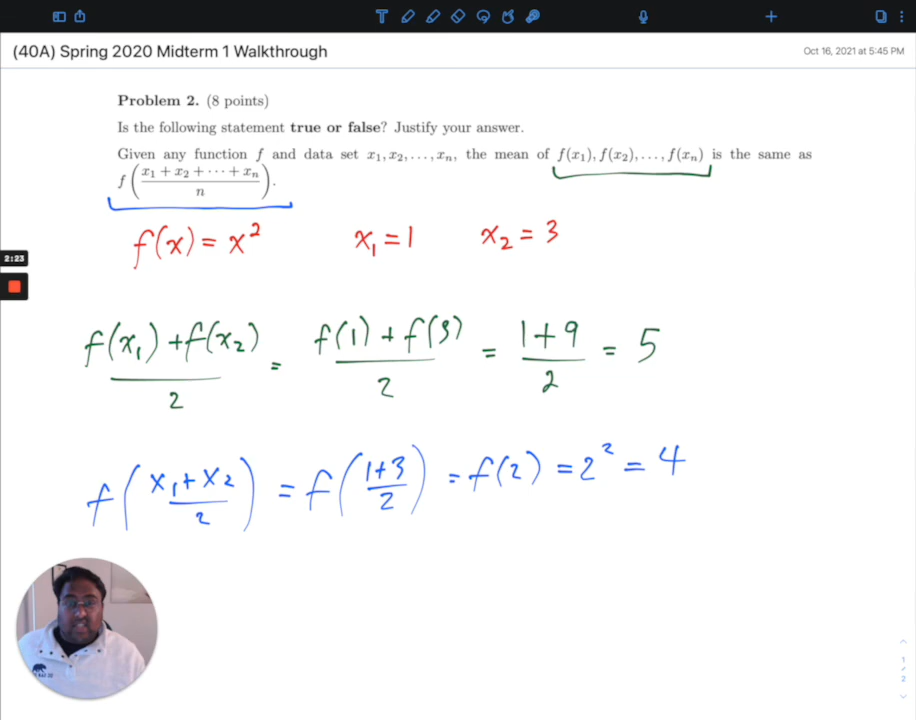 (40A) Spring 2020 Midterm 1 Walkthrough
Oct 16, 2021 at 5:45 PM
Problem 2. (8 points)
Is the following statement true or false? Justify your answer.
Given any function f and data set x₁, x₂, . . . , xₙ, the mean of f(x₁), f(x₂), . . . , f(xₙ) is the same as
f((x₁ + x₂ + · · · + xₙ)/n).
f(x) = x² x₁ = 1 x₂ = 3
2:23
(f(x₁) + f(x₂))/2 = (f(1) + f(3))/2 = (1+9)/2 = 5
f((x₁ + x₂)/2) = f((1+3)/2) = f(2) = 2² = 4
1
2